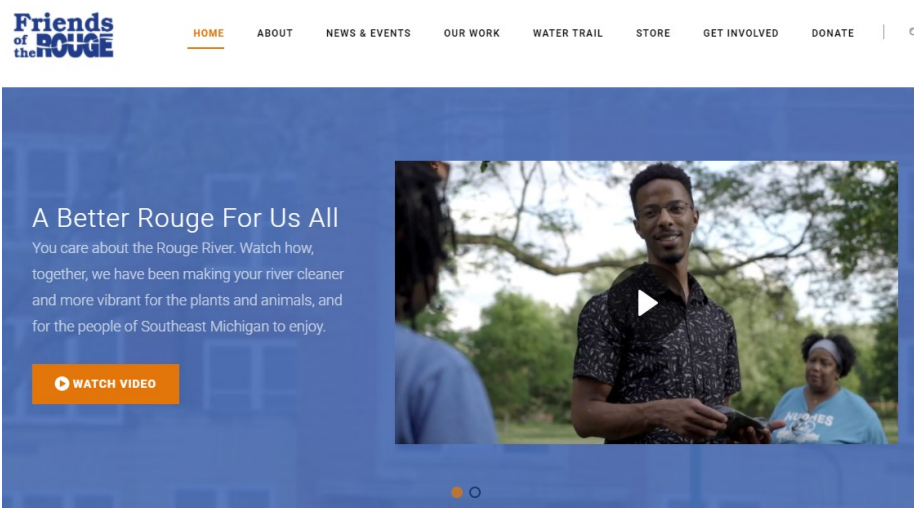 Friends
of
the ROUGE
HOME ABOUT NEWS & EVENTS OUR WORK WATER TRAIL STORE GET INVOLVED DONATE
A Better Rouge For Us All
You care about the Rouge River. Watch how,
together, we have been making your river cleaner
and more vibrant for the plants and animals, and
for the people of Southeast Michigan to enjoy.
WATCH VIDEO
HUGHES